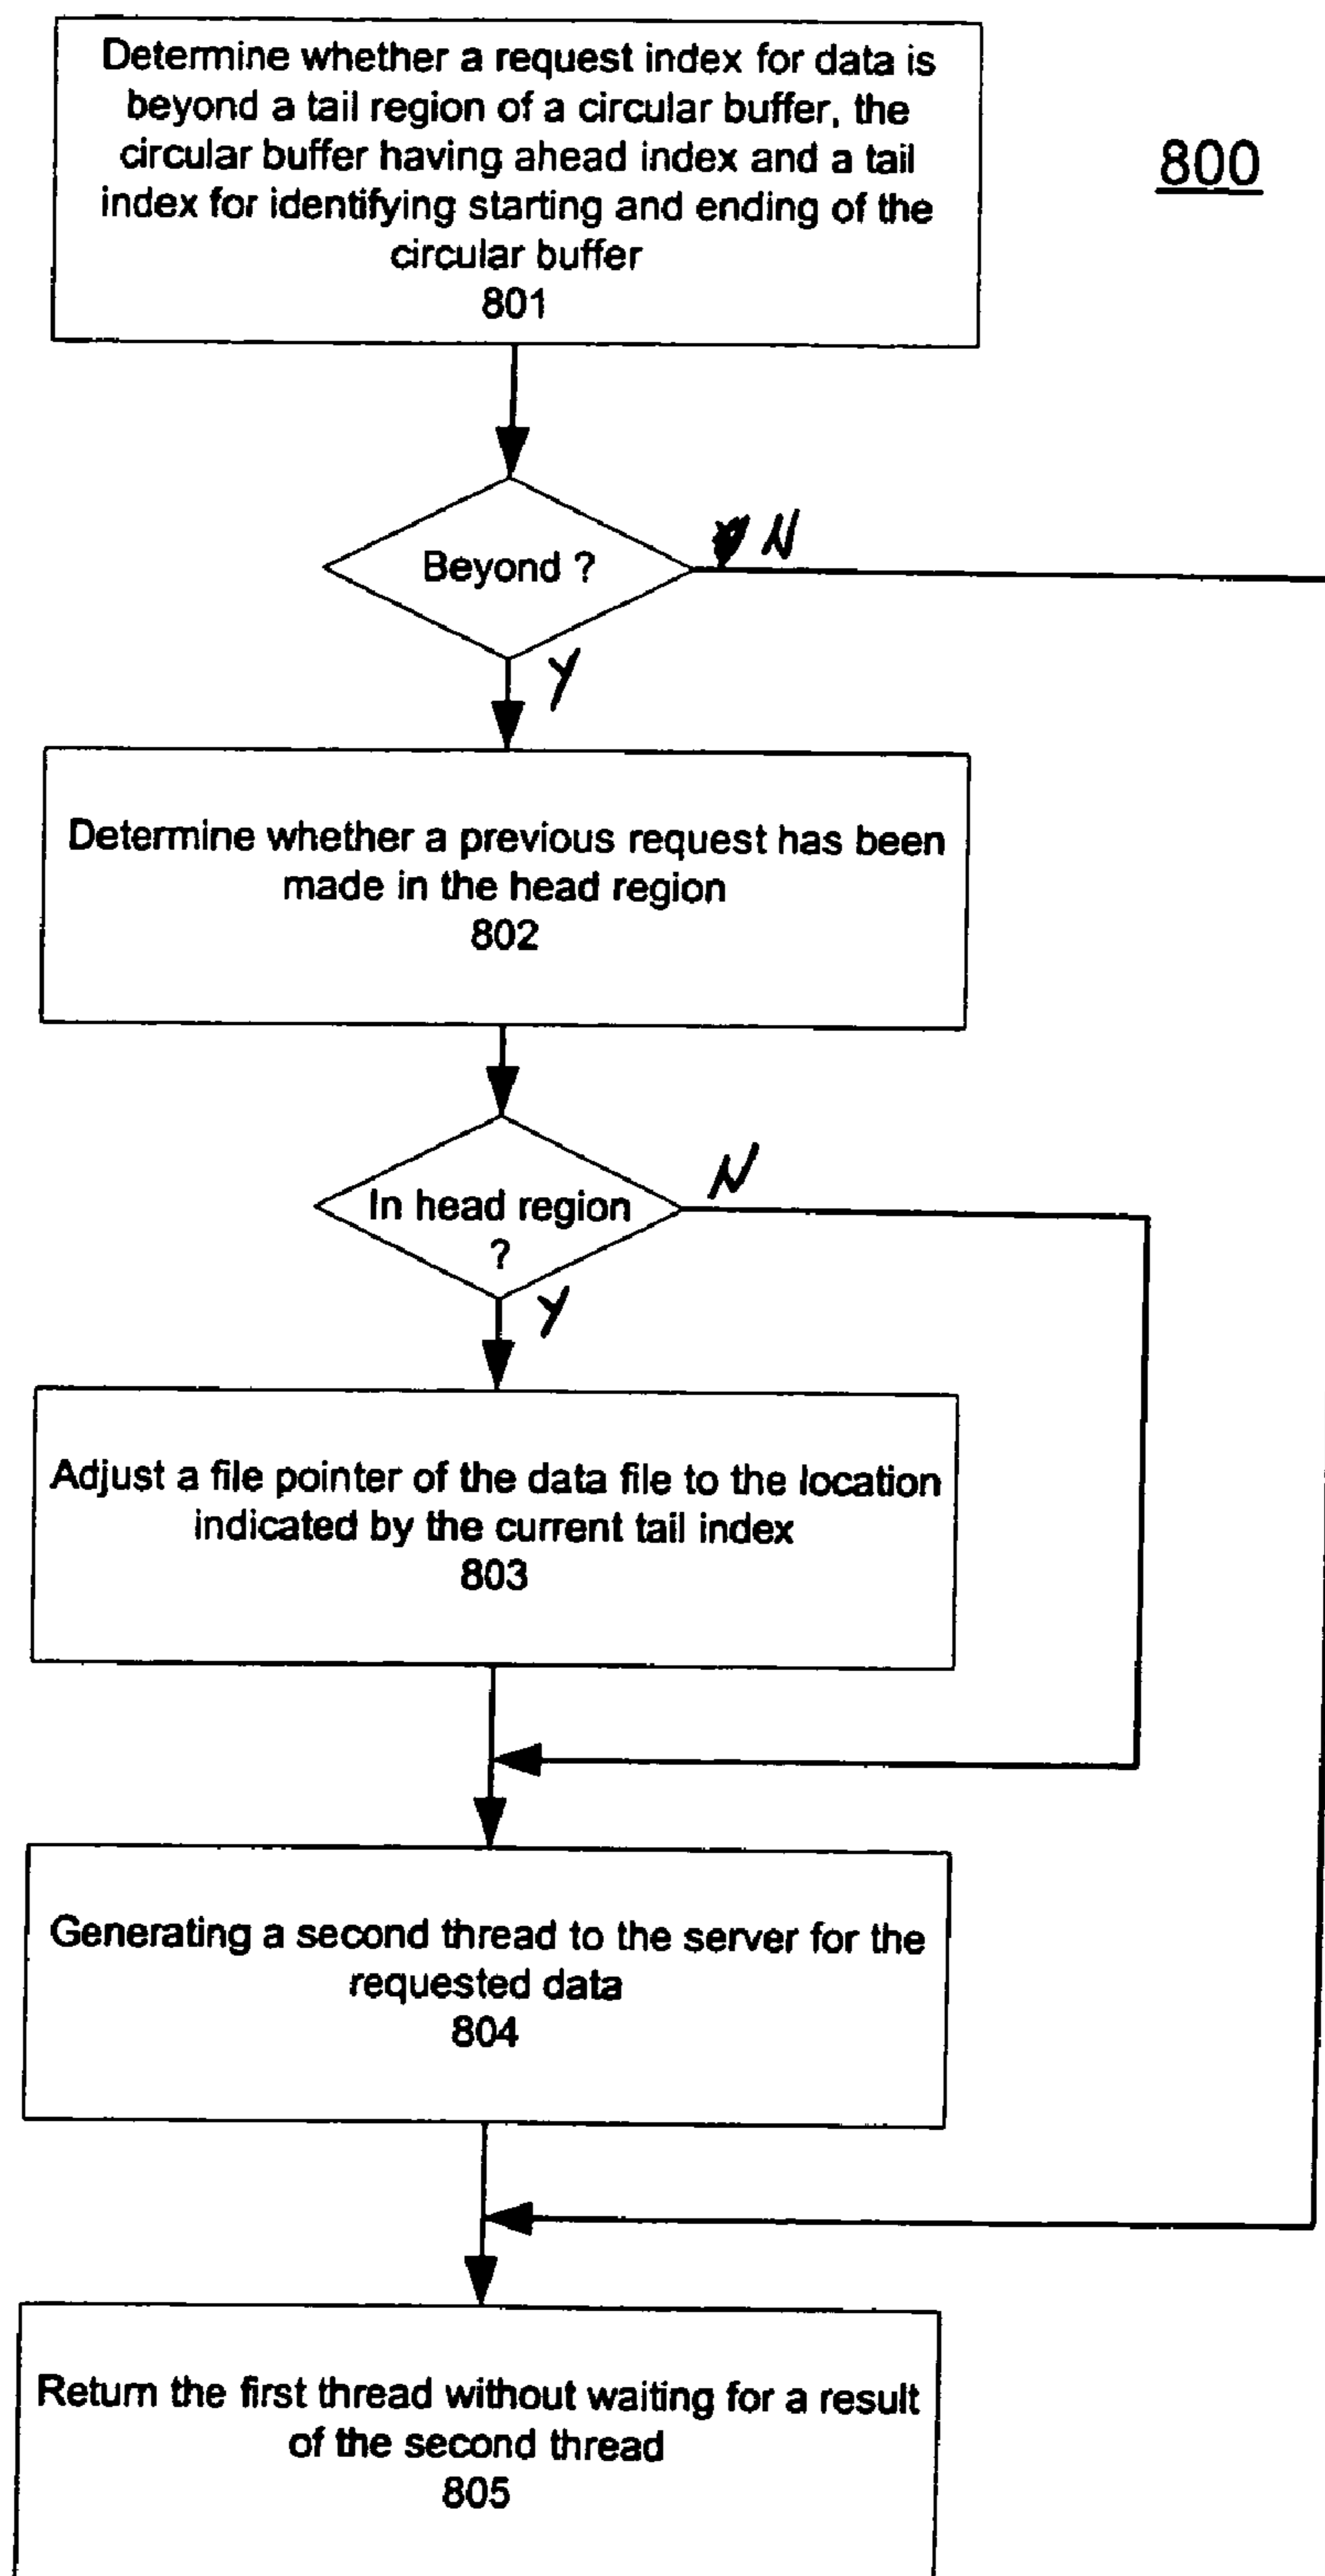 Determine whether a request index for data is
beyond a tail region of a circular buffer, the
circular buffer having ahead index and a tail
index for identifying starting and ending of the
circular buffer
801
800
Beyond ?
N
Y
Determine whether a previous request has been
made in the head region
802
In head region
?
N
Y
Adjust a file pointer of the data file to the location
indicated by the current tail index
803
Generating a second thread to the server for the
requested data
804
Return the first thread without waiting for a result
of the second thread
805